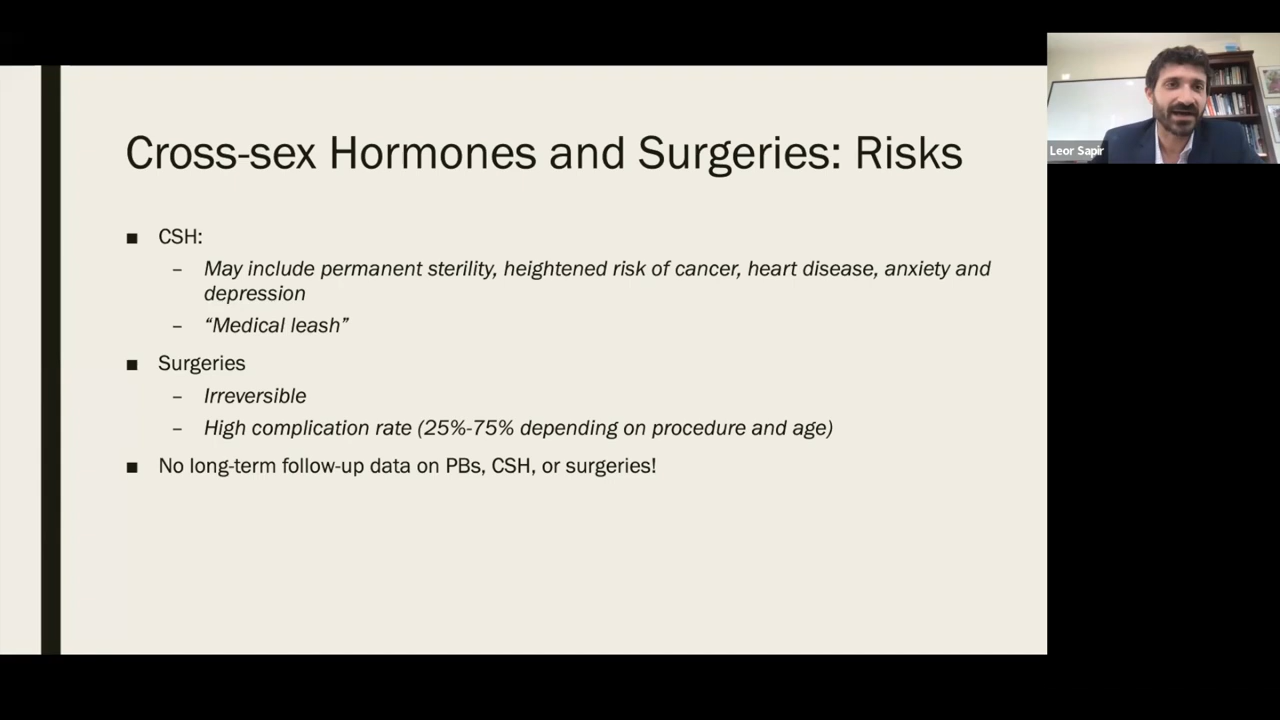 Cross-sex Hormones and Surgeries: Risks
■ CSH:
– May include permanent sterility, heightened risk of cancer, heart disease, anxiety and
depression
– “Medical leash”
■ Surgeries
– Irreversible
– High complication rate (25%-75% depending on procedure and age)
■ No long-term follow-up data on PBs, CSH, or surgeries!
Leor Sapir